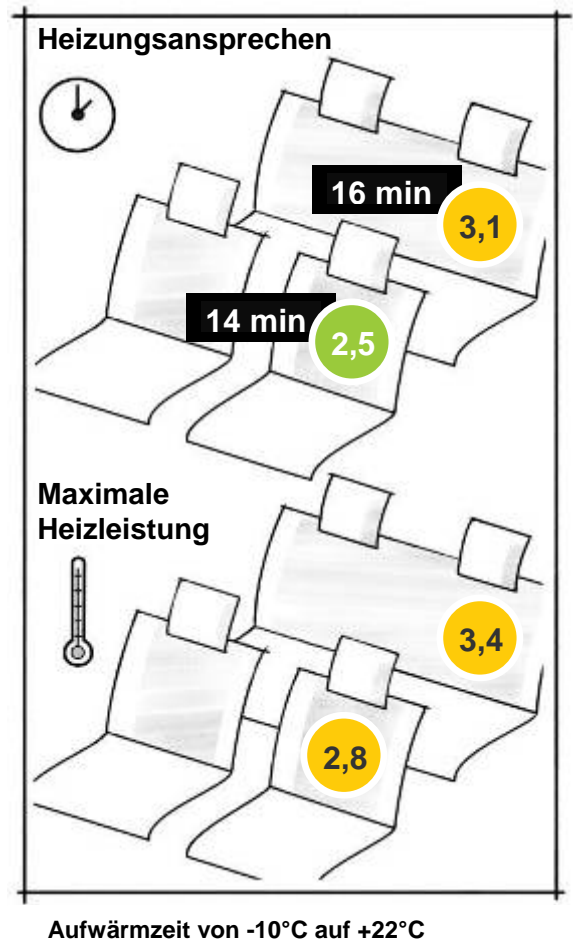 Heizungsansprechen
16 min
3,1
14 min
2,5
Maximale
Heizleistung
3,4
2,8
Aufwärmzeit von -10°C auf +22°C